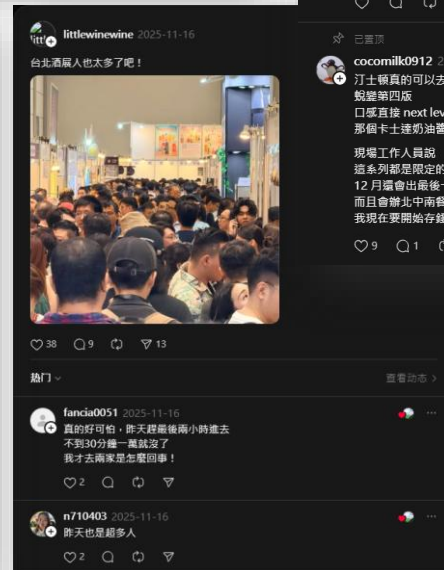 littlewinewine 2025-11-16
台北酒展人也太多了吧！
38 9 13
热门
查看动态
fancia0051 2025-11-16
真的好可怕，昨天趕最後兩小時進去
不到30分鐘一萬就沒了
我才去兩家是怎麼回事！
2
n710403 2025-11-16
昨天也是超多人
2
已置顶
cocomilk0912 2
汀士頓真的可以去
蛻變第四版
口感直接 next lev
那個卡士達奶油醬
現場工作人員說
這系列都是限定的
12 月還會出最後
而且會辦北中南餐
我現在要開始存錢
9 1